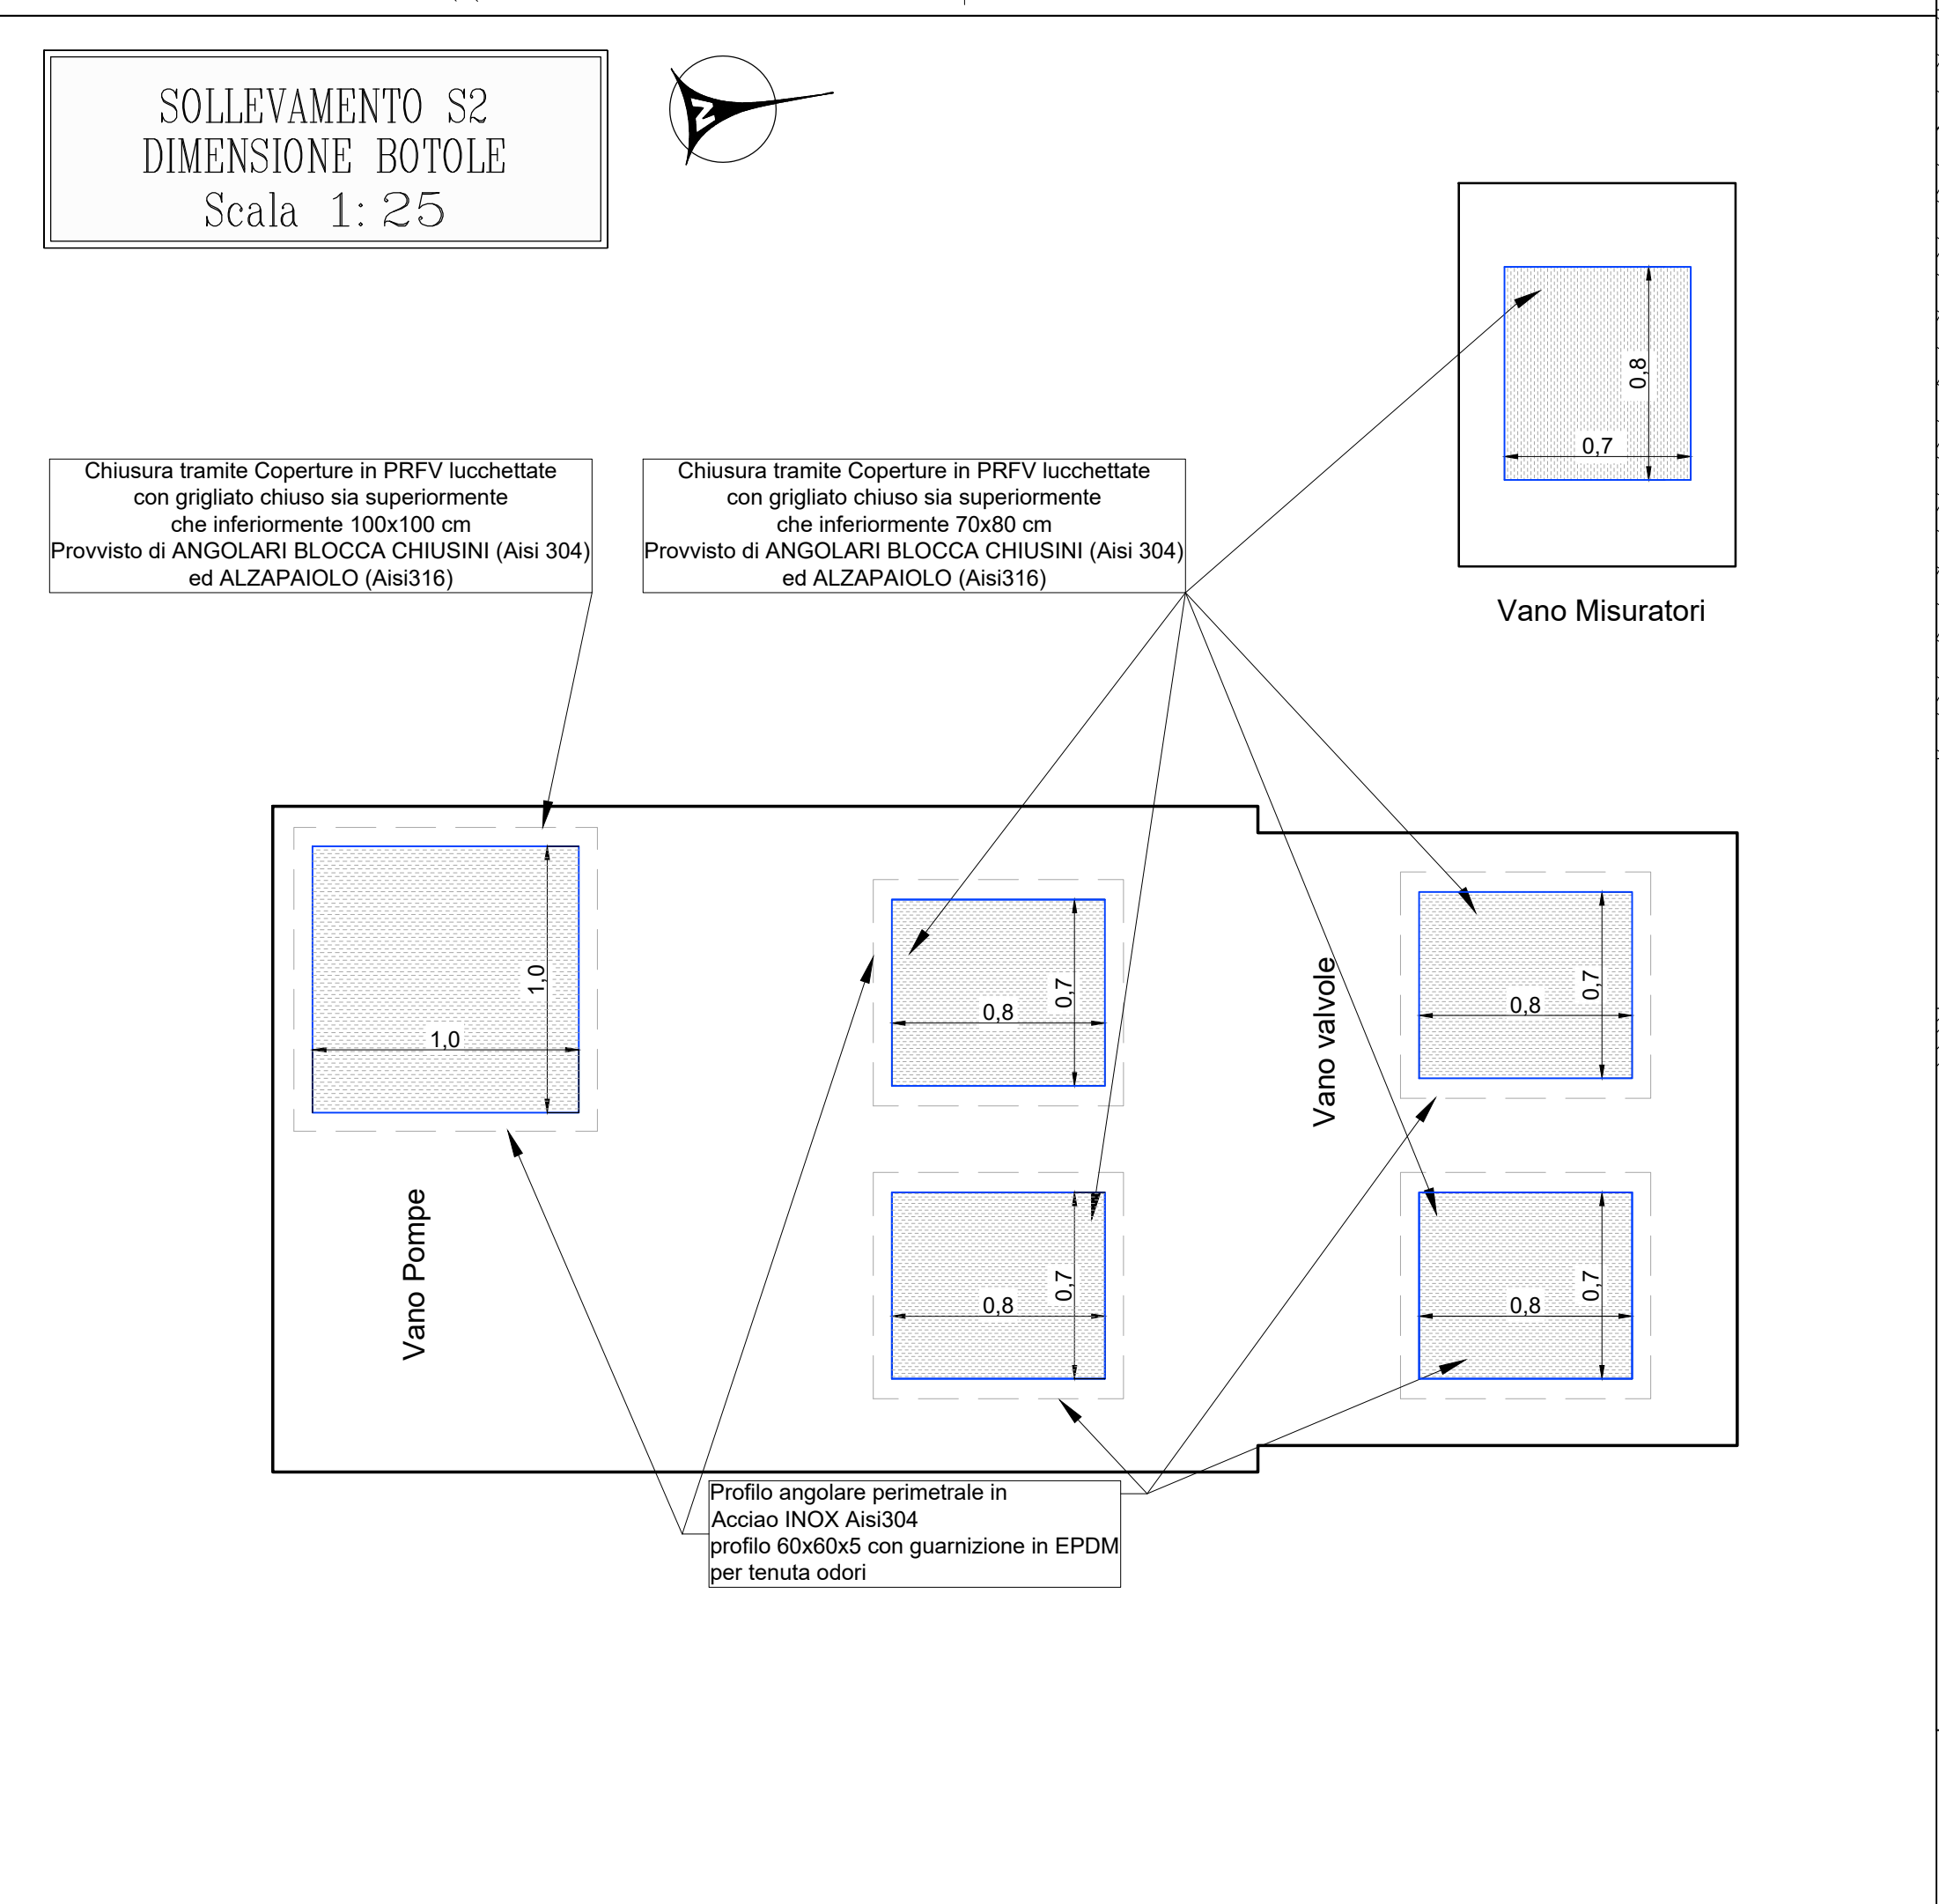 SOLLEVAMENTO S2
DIMENSIONE BOTOLE
Scala 1:25
N
0,8
0,7
Vano Misuratori
Chiusura tramite Coperture in PRFV lucchettate
con grigliato chiuso sia superiormente
che inferiormente 100x100 cm
Provvisto di ANGOLARI BLOCCA CHIUSINI (Aisi 304)
ed ALZAPAIOLO (Aisi316)
Chiusura tramite Coperture in PRFV lucchettate
con grigliato chiuso sia superiormente
che inferiormente 70x80 cm
Provvisto di ANGOLARI BLOCCA CHIUSINI (Aisi 304)
ed ALZAPAIOLO (Aisi316)
1,0
1,0
Vano Pompe
0,7
0,8
0,7
0,8
Vano valvole
0,7
0,8
0,7
0,8
Profilo angolare perimetrale in
Acciao INOX Aisi304
profilo 60x60x5 con guarnizione in EPDM
per tenuta odori